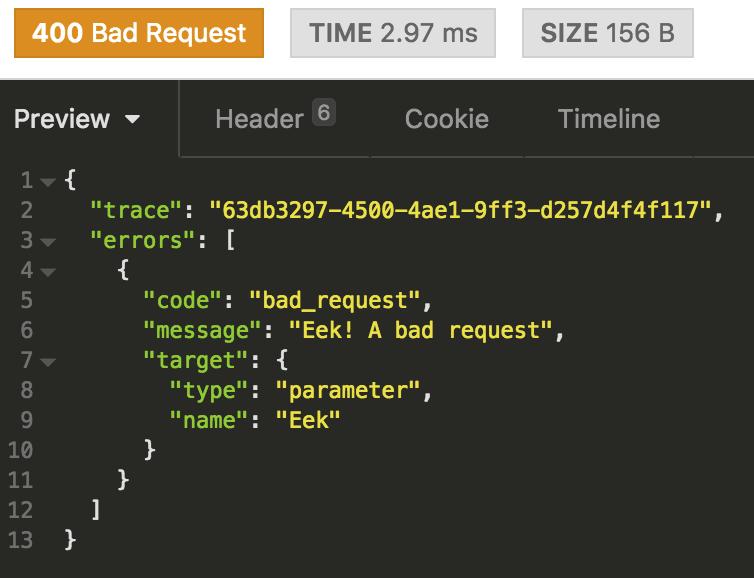 400 Bad Request TIME 2.97 ms SIZE 156 B
Preview Header 6 Cookie Timeline
1 {
2 "trace": "63db3297-4500-4ae1-9ff3-d257d4f4f117",
3 "errors": [
4 {
5 "code": "bad_request",
6 "message": "Eek! A bad request",
7 "target": {
8 "type": "parameter",
9 "name": "Eek"
10 }
11 }
12 ]
13 }